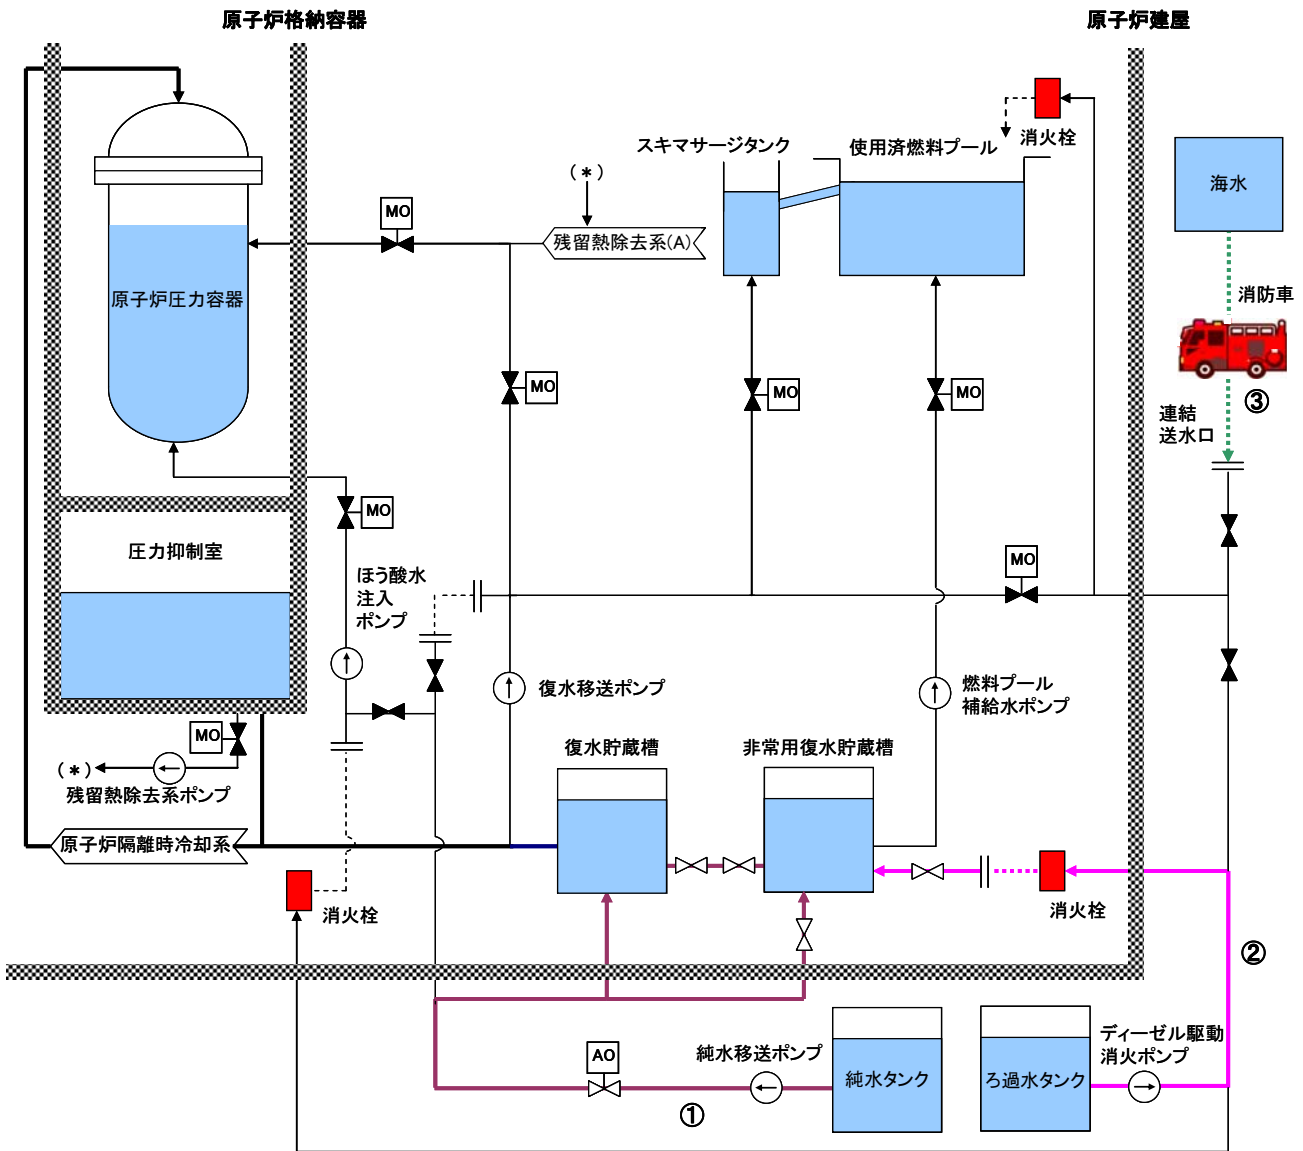 原子炉格納容器
原子炉建屋
消火栓
スキマサージタンク
使用済燃料プール
海水
(*)
MO
残留熱除去系(A)
原子炉圧力容器
消防車
MO
MO
MO
③
連結
送水口
MO
圧力抑制室
MO
ほう酸水
注入
ポンプ
復水移送ポンプ
燃料プール
補給水ポンプ
MO
(*)
残留熱除去系ポンプ
復水貯蔵槽
非常用復水貯蔵槽
原子炉隔離時冷却系
消火栓
消火栓
②
AO
純水移送ポンプ
純水タンク
ろ過水タンク
ディーゼル駆動
消火ポンプ
①